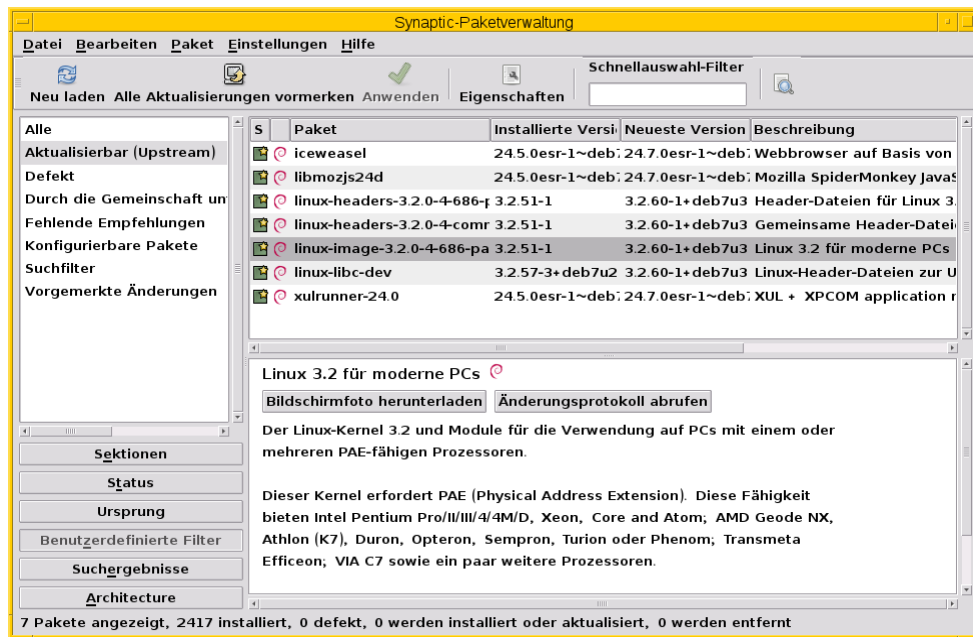 Synaptic-Paketverwaltung
Datei Bearbeiten Paket Einstellungen Hilfe
Neu laden Alle Aktualisierungen vormerken Anwenden Eigenschaften
Schnellauswahl-Filter
Alle
Aktualisierbar (Upstream)
Defekt
Durch die Gemeinschaft un
Fehlende Empfehlungen
Konfigurierbare Pakete
Suchfilter
Vorgemerkte Änderungen
Sektionen
Status
Ursprung
Benutzerdefinierte Filter
Suchergebnisse
Architecture
S Paket Installierte Versi Neueste Version Beschreibung
iceweasel 24.5.0esr-1~deb7 24.7.0esr-1~deb7 Webbrowser auf Basis von
libmozjs24d 24.5.0esr-1~deb7 24.7.0esr-1~deb7 Mozilla SpiderMonkey JavaS
linux-headers-3.2.0-4-686-p 3.2.51-1 3.2.60-1+deb7u3 Header-Dateien für Linux 3.
linux-headers-3.2.0-4-comr 3.2.51-1 3.2.60-1+deb7u3 Gemeinsame Header-Datei
linux-image-3.2.0-4-686-pa 3.2.51-1 3.2.60-1+deb7u3 Linux 3.2 für moderne PCs
linux-libc-dev 3.2.57-3+deb7u2 3.2.60-1+deb7u3 Linux-Header-Dateien zur U
xulrunner-24.0 24.5.0esr-1~deb7 24.7.0esr-1~deb7 XUL + XPCOM application r
Linux 3.2 für moderne PCs
Bildschirmfoto herunterladen Änderungsprotokoll abrufen
Der Linux-Kernel 3.2 und Module für die Verwendung auf PCs mit einem oder
mehreren PAE-fähigen Prozessoren.
Dieser Kernel erfordert PAE (Physical Address Extension). Diese Fähigkeit
bieten Intel Pentium Pro/II/III/4/4M/D, Xeon, Core and Atom; AMD Geode NX,
Athlon (K7), Duron, Opteron, Sempron, Turion oder Phenom; Transmeta
Efficeon; VIA C7 sowie ein paar weitere Prozessoren.
7 Pakete angezeigt, 2417 installiert, 0 defekt, 0 werden installiert oder aktualisiert, 0 werden entfernt